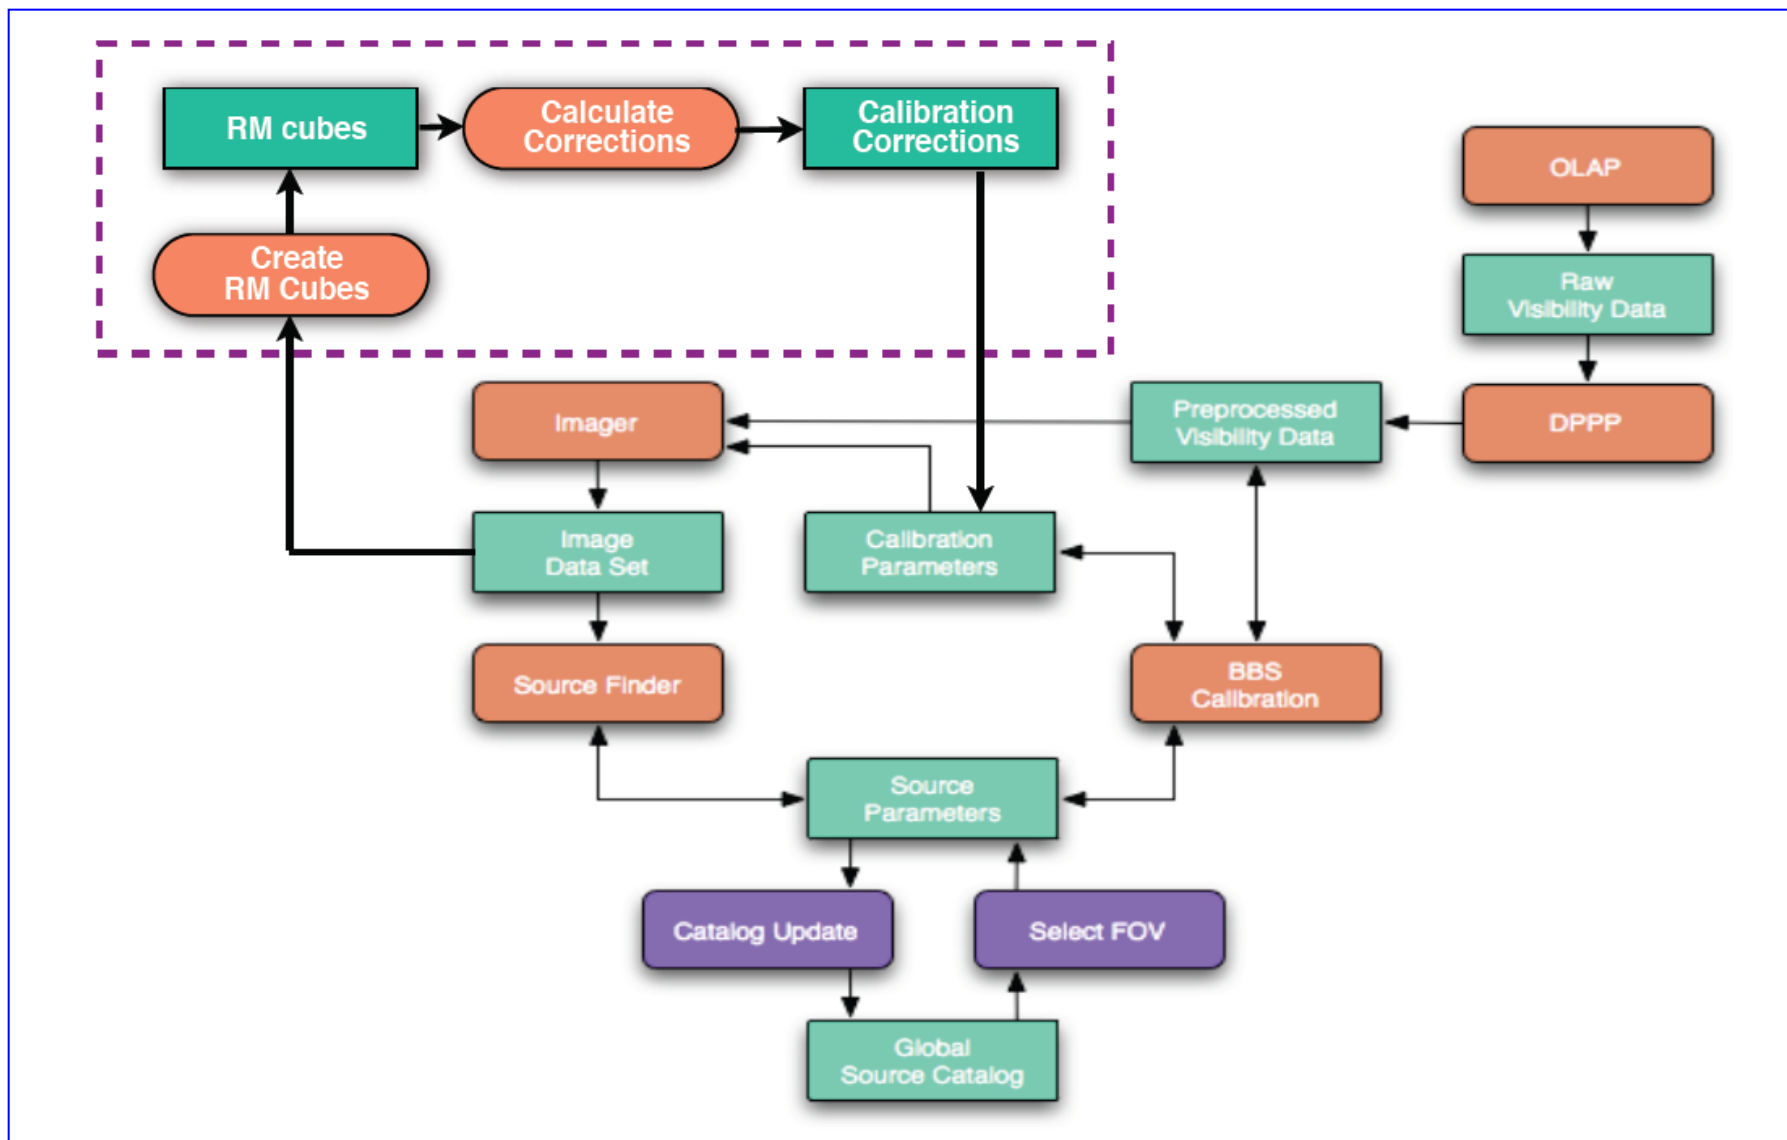 RM cubes
Calculate
Corrections
Calibration
Corrections
OLAP
Create
RM Cubes
Raw
Visibility Data
Imager
Preprocessed
Visibility Data
DPPP
Image
Data Set
Calibration
Parameters
Source Finder
BBS
Calibration
Source
Parameters
Catalog Update
Select FOV
Global
Source Catalog